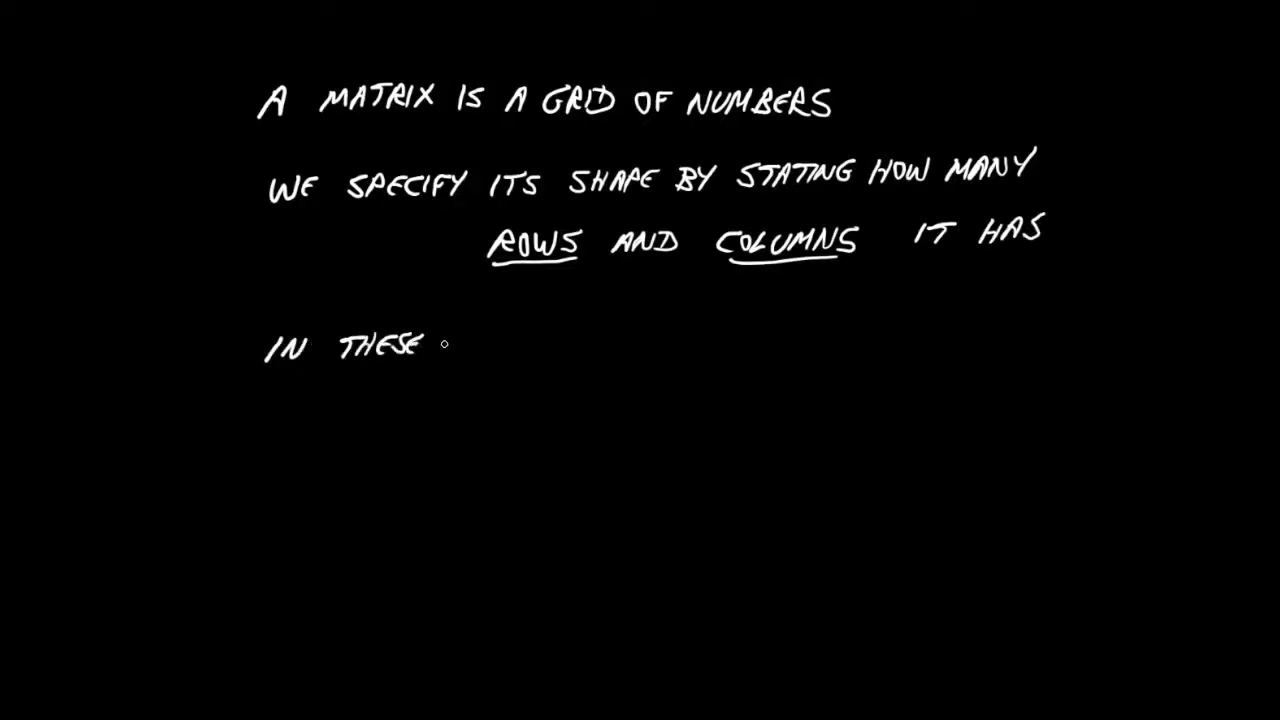 A MATRIX IS A GRID OF NUMBERS
WE SPECIFY ITS SHAPE BY STATING HOW MANY
ROWS AND COLUMNS IT HAS
IN THESE